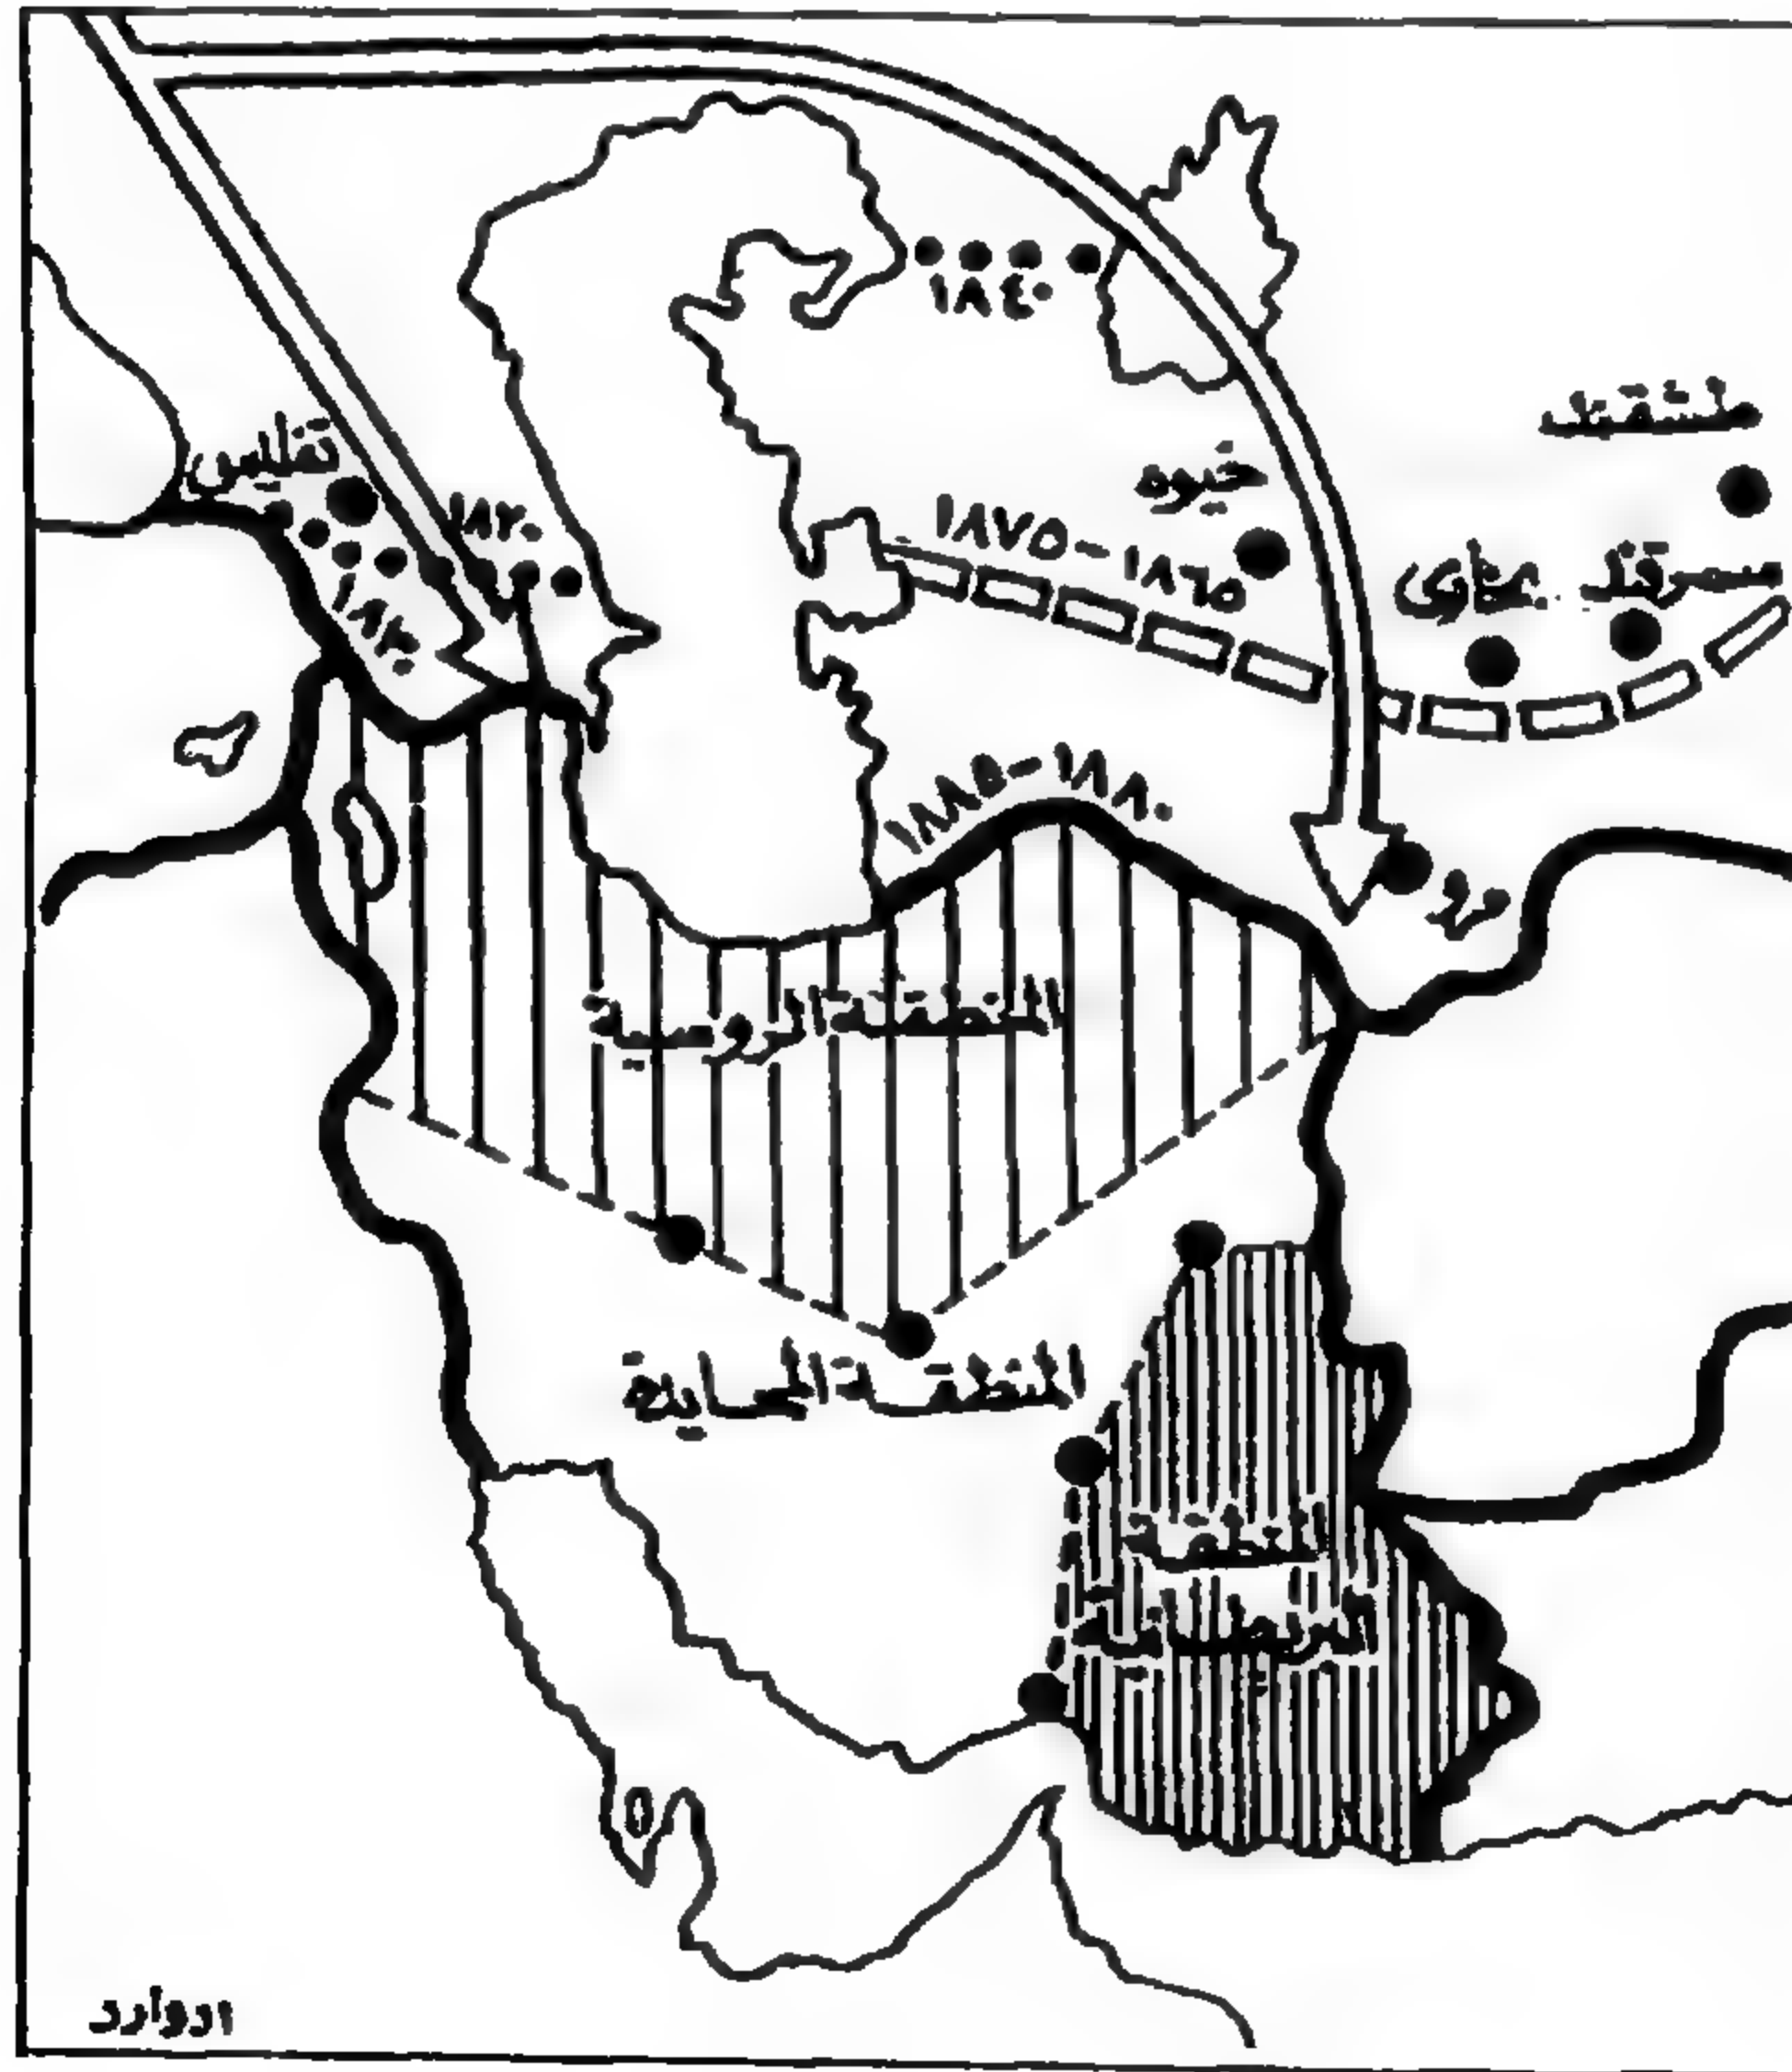 ١٨٤٠
طشقند
تفليس
خيوه
١٨٢٠
١٨٦٥-١٨٧٥
سمرقند
١٨٢٠
١٨٨٠-١٨٨٥
مرو
المنطقة الروسية
المنطقة المحايدة
المنطقة
البريطانية
ادوارد